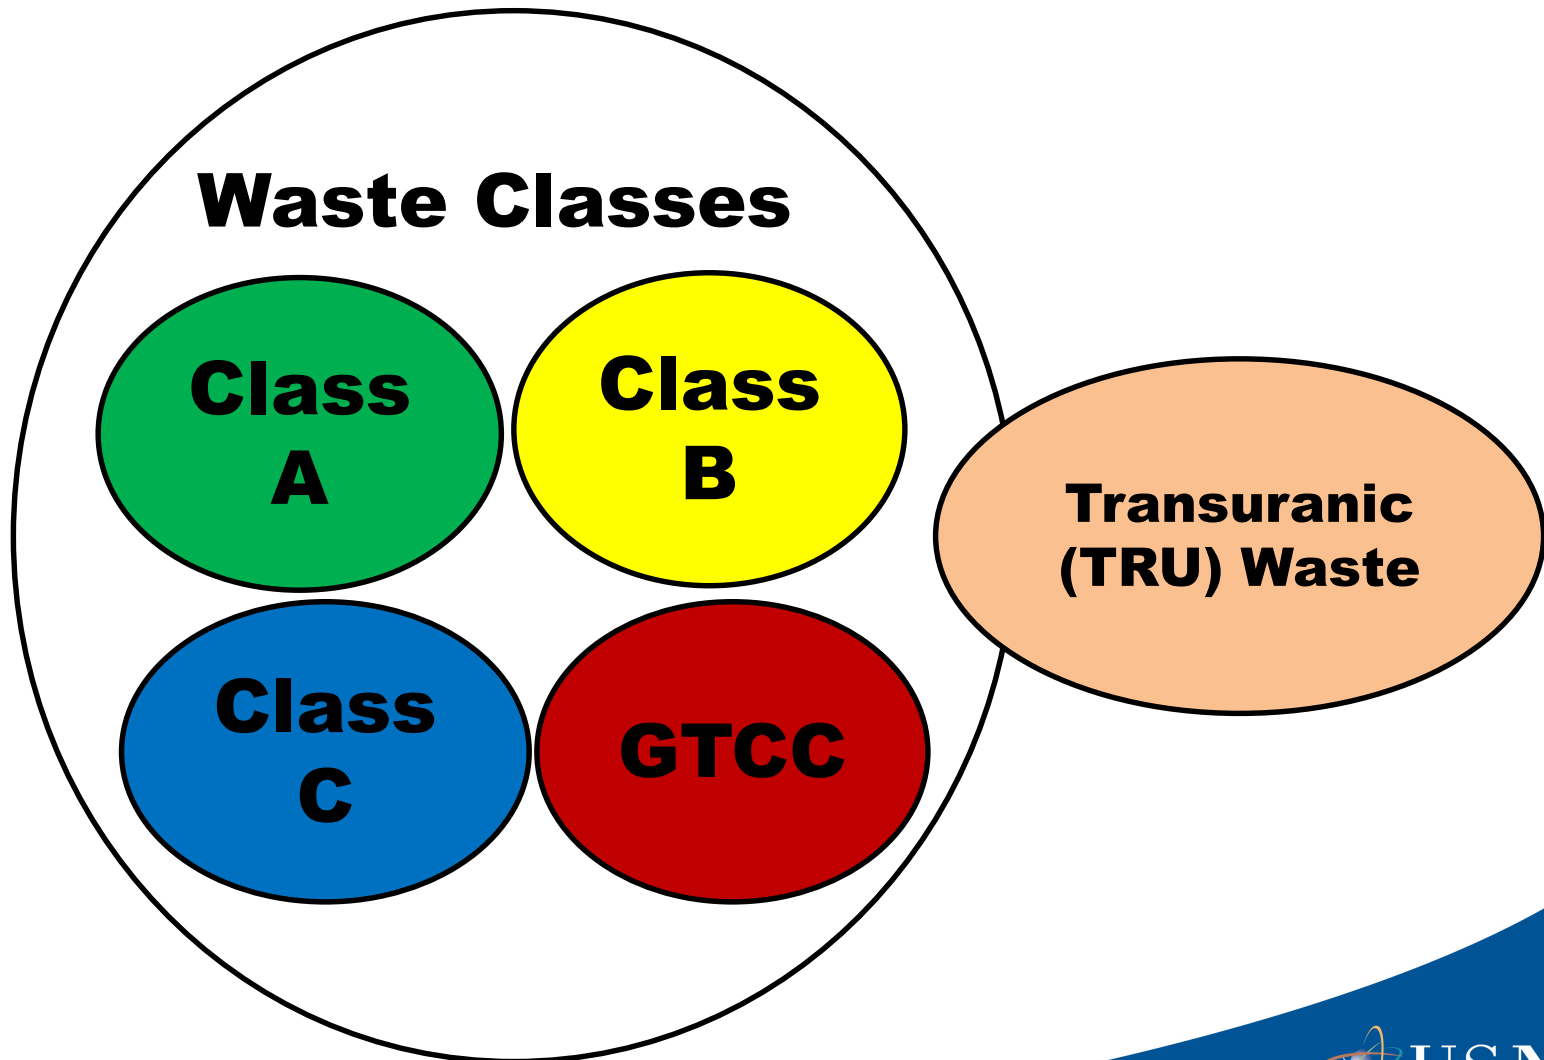 Waste Classes
Class
A
Class
B
Class
C
GTCC
Transuranic
(TRU) Waste